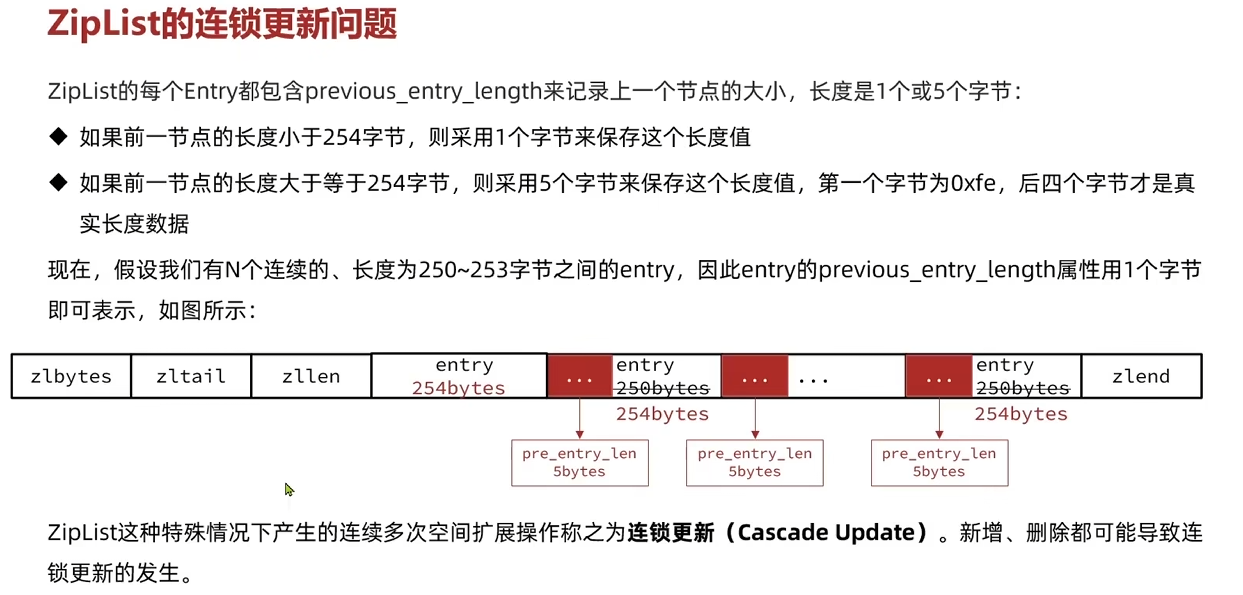 ZipList的连锁更新问题
ZipList的每个Entry都包含previous_entry_length来记录上一个节点的大小，长度是1个或5个字节：
◆ 如果前一节点的长度小于254字节，则采用1个字节来保存这个长度值
◆ 如果前一节点的长度大于等于254字节，则采用5个字节来保存这个长度值，第一个字节为0xfe，后四个字节才是真
实长度数据
现在，假设我们有N个连续的、长度为250~253字节之间的entry，因此entry的previous_entry_length属性用1个字节
即可表示，如图所示：
zlbytes
zltail
zllen
entry
254bytes
...
entry
250bytes
254bytes
...
...
...
entry
250bytes
254bytes
zlend
pre_entry_len
5bytes
pre_entry_len
5bytes
pre_entry_len
5bytes
ZipList这种特殊情况下产生的连续多次空间扩展操作称之为连锁更新（Cascade Update）。新增、删除都可能导致连
锁更新的发生。